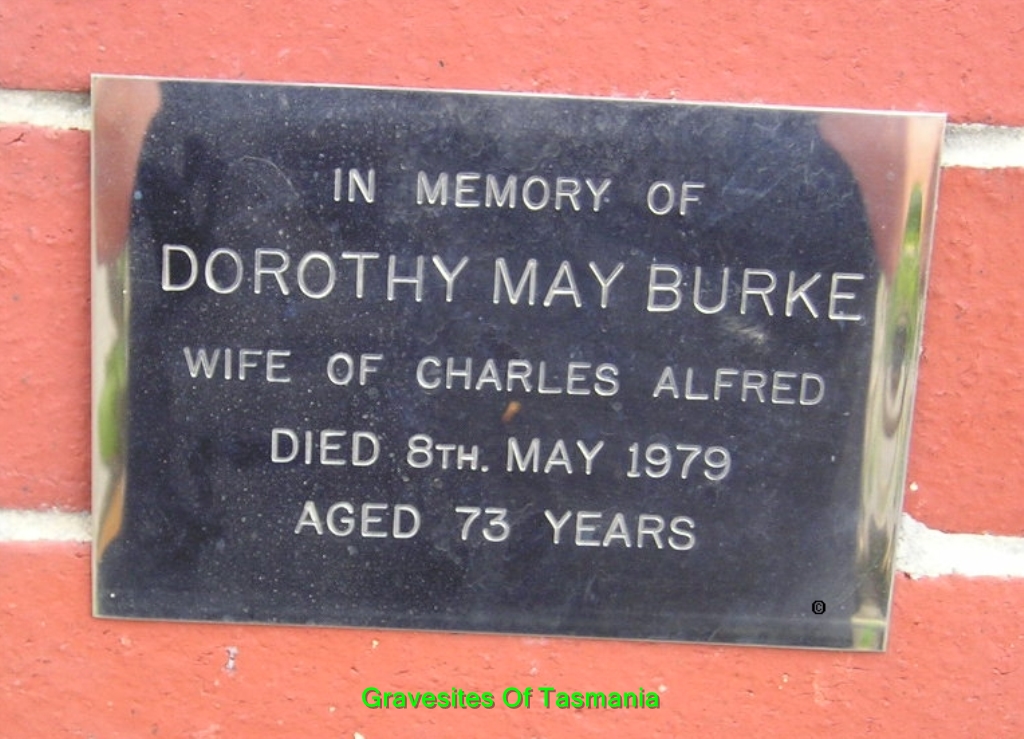 IN MEMORY OF
DOROTHY MAY BURKE
WIFE OF CHARLES ALFRED
DIED 8TH. MAY 1979
AGED 73 YEARS
©
Gravesites Of Tasmania